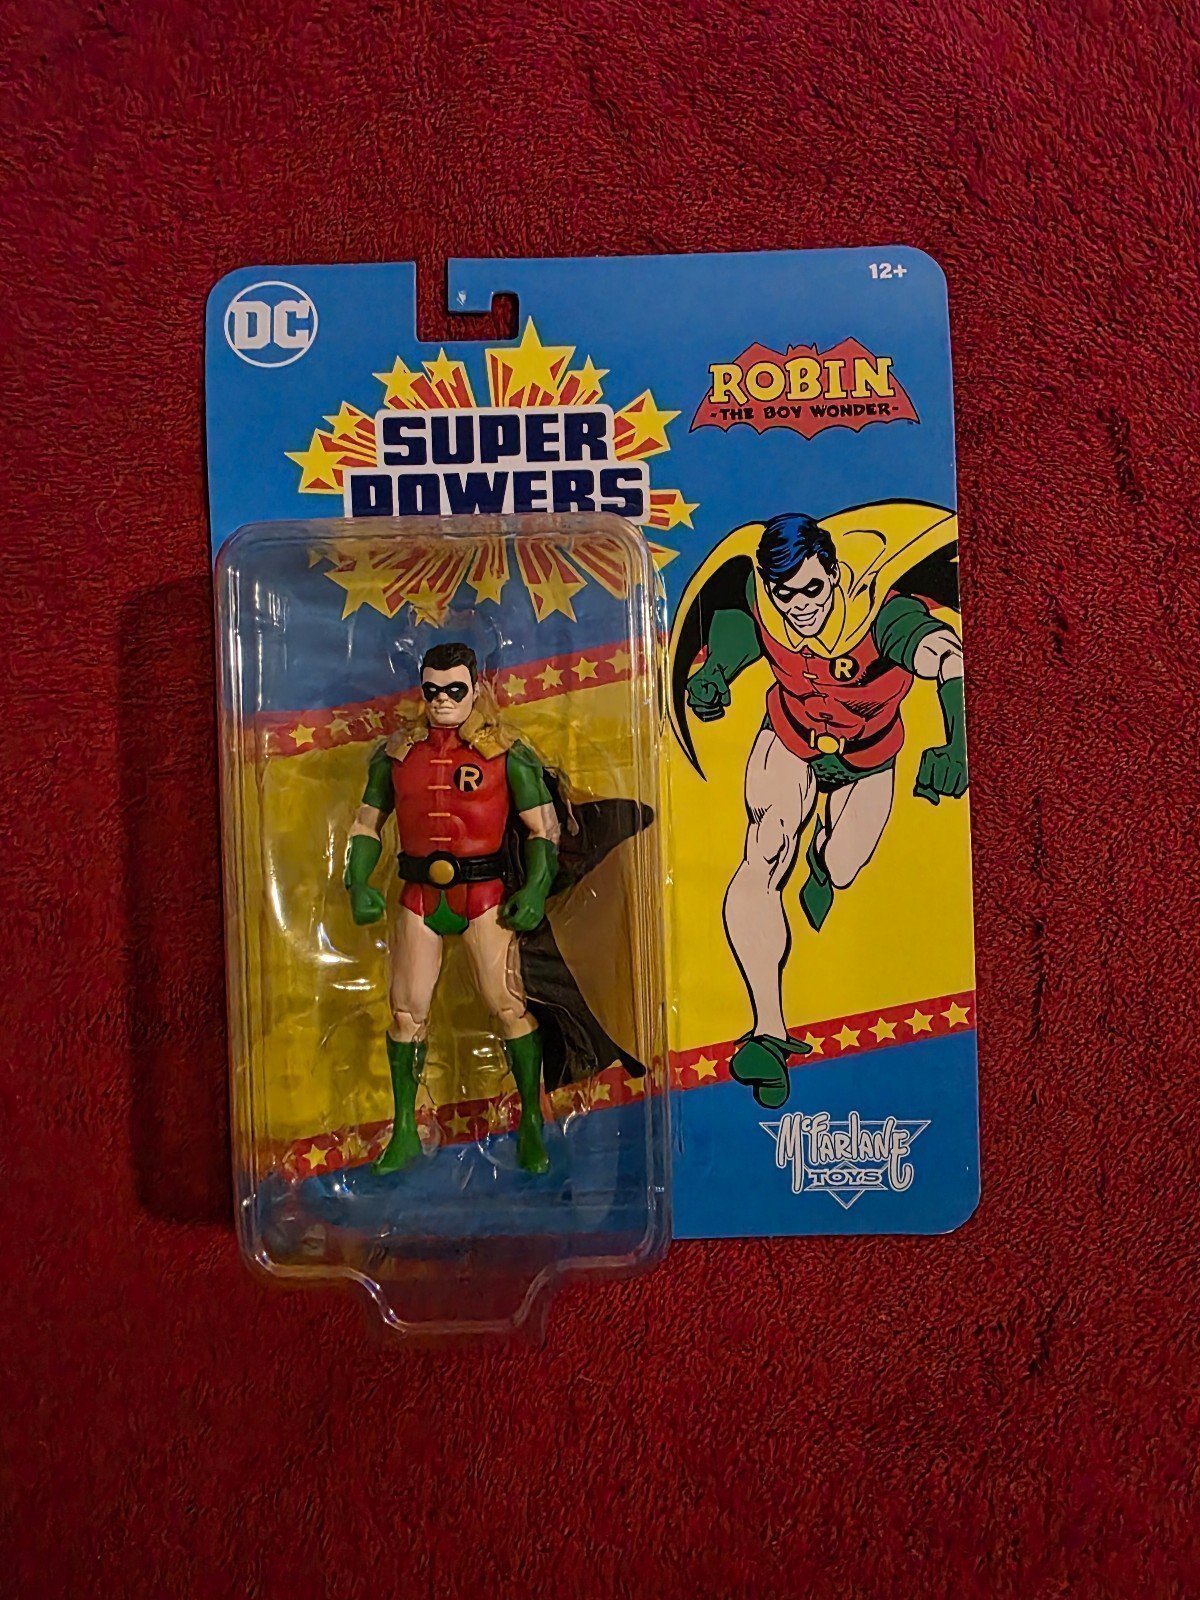 DC
12+
SUPER
POWERS
ROBIN
-THE BOY WONDER-
R
R
McFARLANE
TOYS